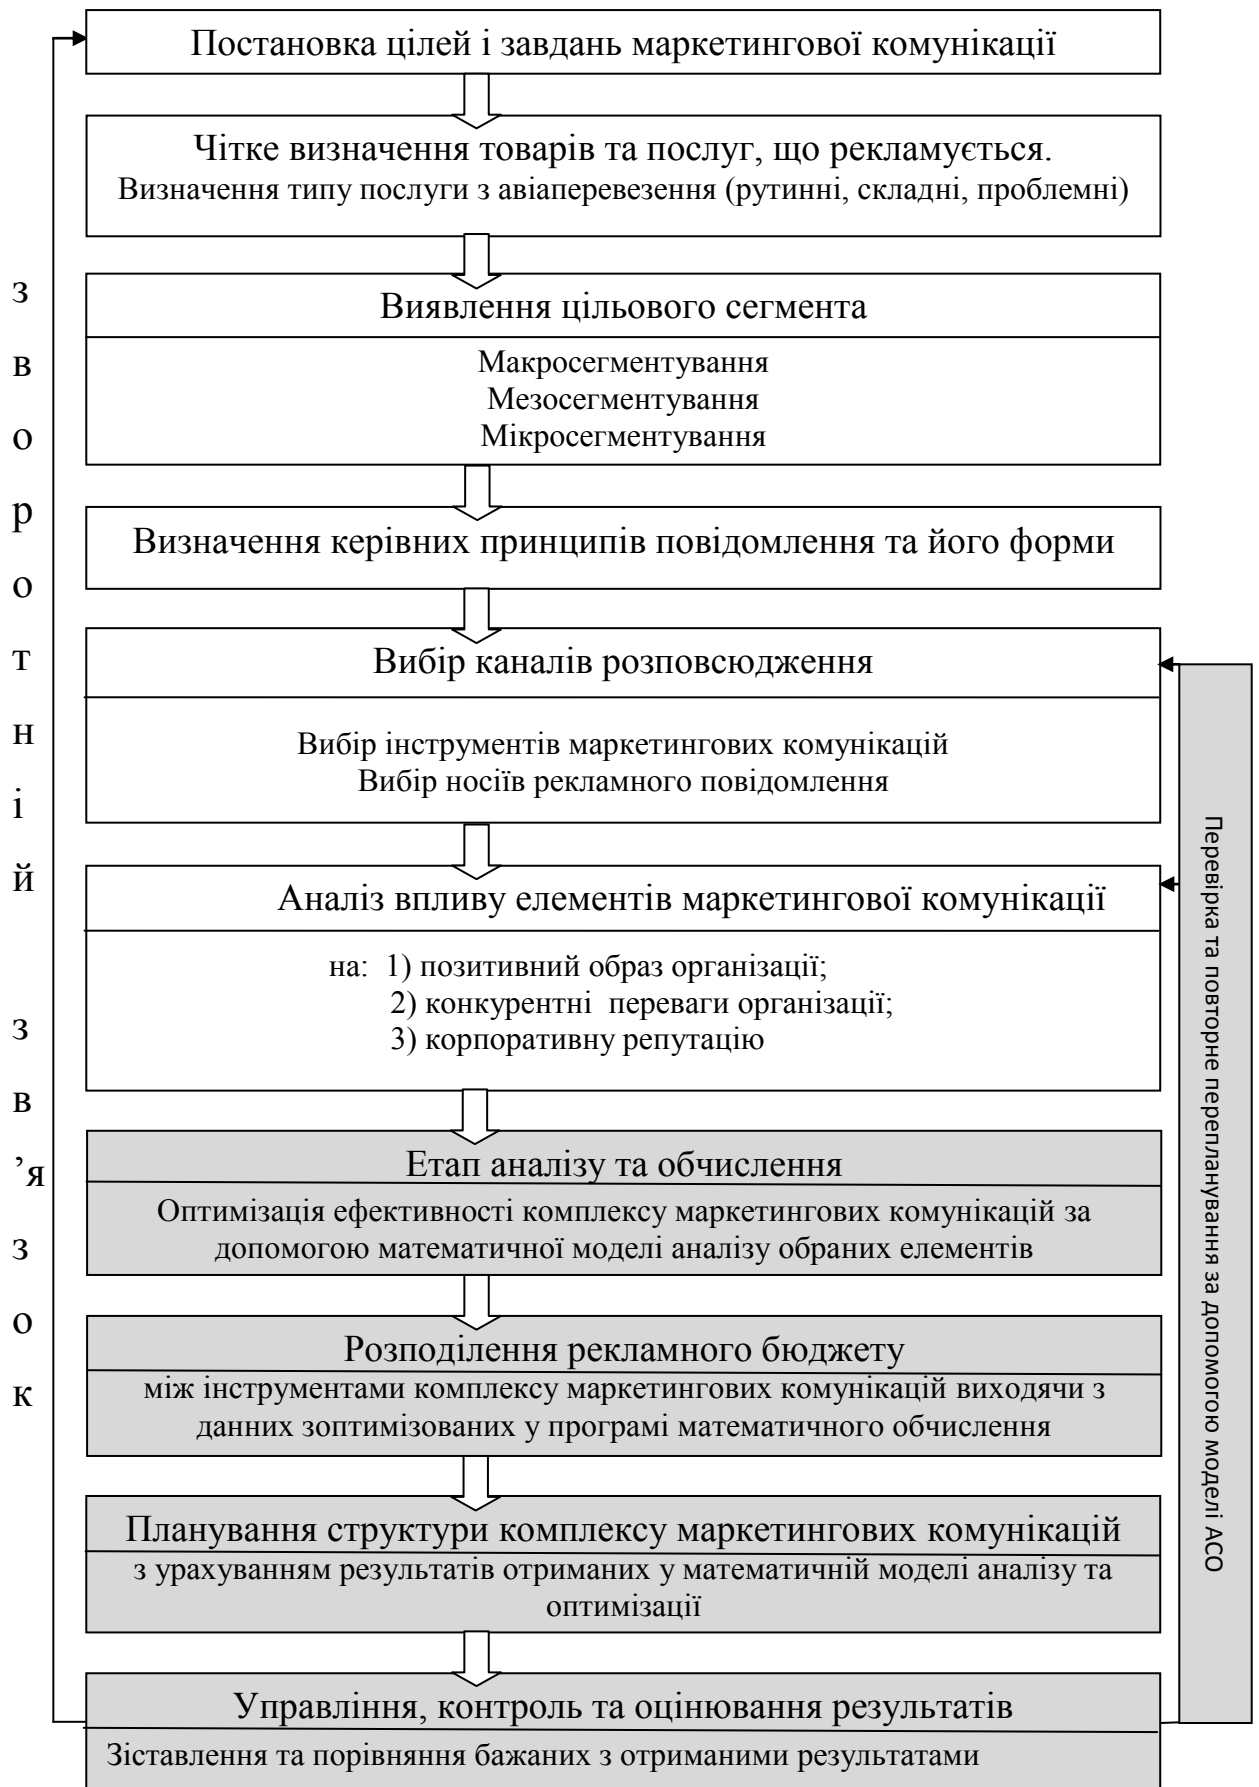 Постановка цілей і завдань маркетингової комунікації
Чітке визначення товарів та послуг, що рекламується.
Визначення типу послуги з авіаперевезення (рутинні, складні, проблемні)
Виявлення цільового сегмента
Макросегментування
Мезосегментування
Мікросегментування
Визначення керівних принципів повідомлення та його форми
Вибір каналів розповсюдження
Вибір інструментів маркетингових комунікацій
Вибір носіїв рекламного повідомлення
Аналіз впливу елементів маркетингової комунікації
на: 1) позитивний образ організації;
2) конкурентні переваги організації;
3) корпоративну репутацію
Етап аналізу та обчислення
Оптимізація ефективності комплексу маркетингових комунікацій за
допомогою математичної моделі аналізу обраних елементів
Розподілення рекламного бюджету
між інструментами комплексу маркетингових комунікацій виходячи з
данних зоптимізованих у програмі математичного обчислення
Планування структури комплексу маркетингових комунікацій
з урахуванням результатів отриманих у математичній моделі аналізу та
оптимізації
Управління, контроль та оцінювання результатів
Зіставлення та порівняння бажаних з отриманими результатами
зворотній зв’язок
Перевірка та повторне перепланування за допомогою моделі АСО